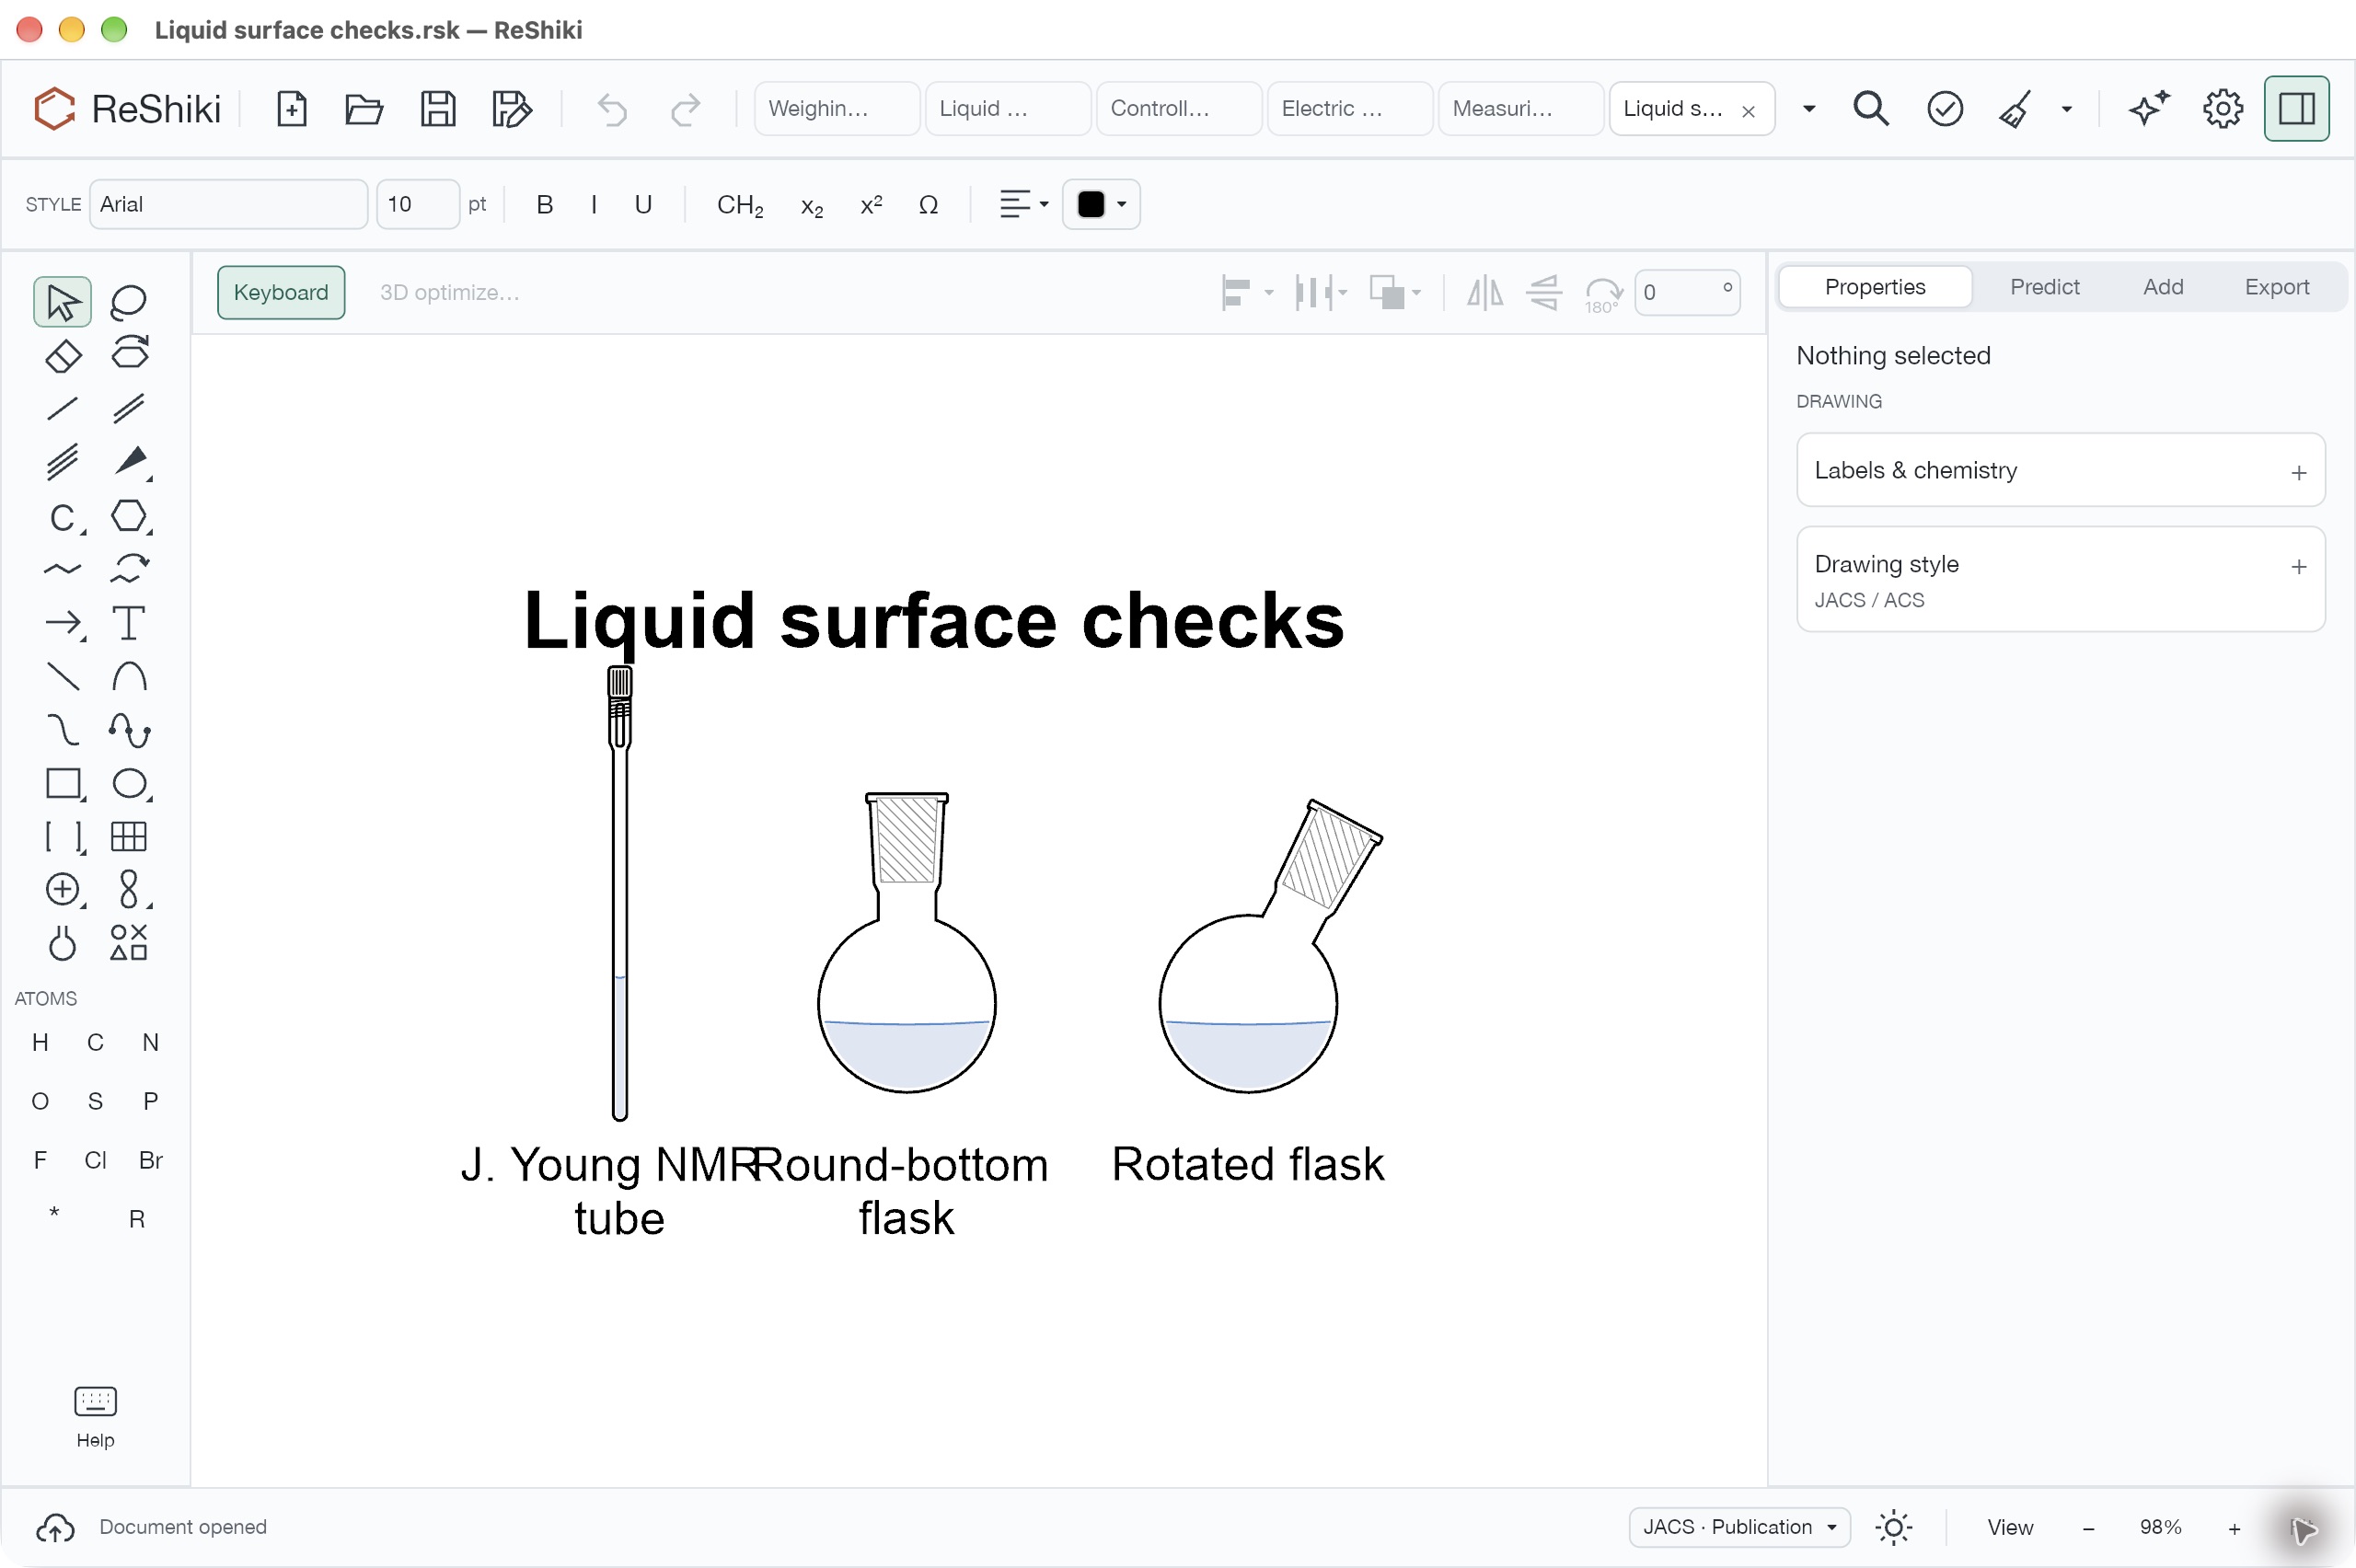 Liquid surface checks.rsk — ReShiki
ReShiki
Weighin...
Liquid ...
Controll...
Electric ...
Measuri...
Liquid s...
STYLE
Arial
10
pt
B
I
U
CH₂
x₂
x²
Ω
Keyboard
3D optimize...
180°
0
°
Properties
Predict
Add
Export
Nothing selected
DRAWING
Labels & chemistry
Drawing style
JACS / ACS
C
T
ATOMS
H C N
O S P
F Cl Br
* R
Help
Liquid surface checks
J. Young NMR
tube
Round-bottom
flask
Rotated flask
Document opened
JACS · Publication
View
98%